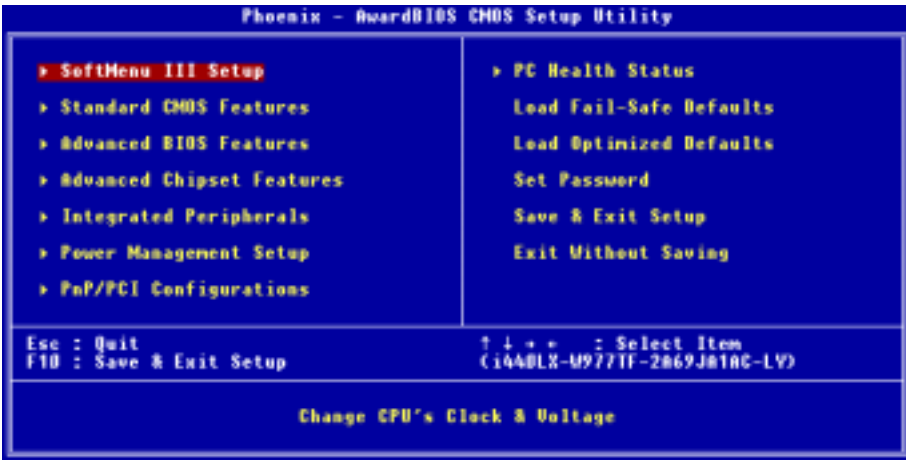 Phoenix - AwardBIOS CMOS Setup Utility
SoftMenu III Setup
Standard CMOS Features
Advanced BIOS Features
Advanced Chipset Features
Integrated Peripherals
Power Management Setup
PnP/PCI Configurations
PC Health Status
Load Fail-Safe Defaults
Load Optimized Defaults
Set Password
Save & Exit Setup
Exit Without Saving
Esc : Quit
F10 : Save & Exit Setup
↑ ↓ → ← : Select Item
(i440LX-W977TF-2A69JA1AC-LY)
Change CPU's Clock & Voltage